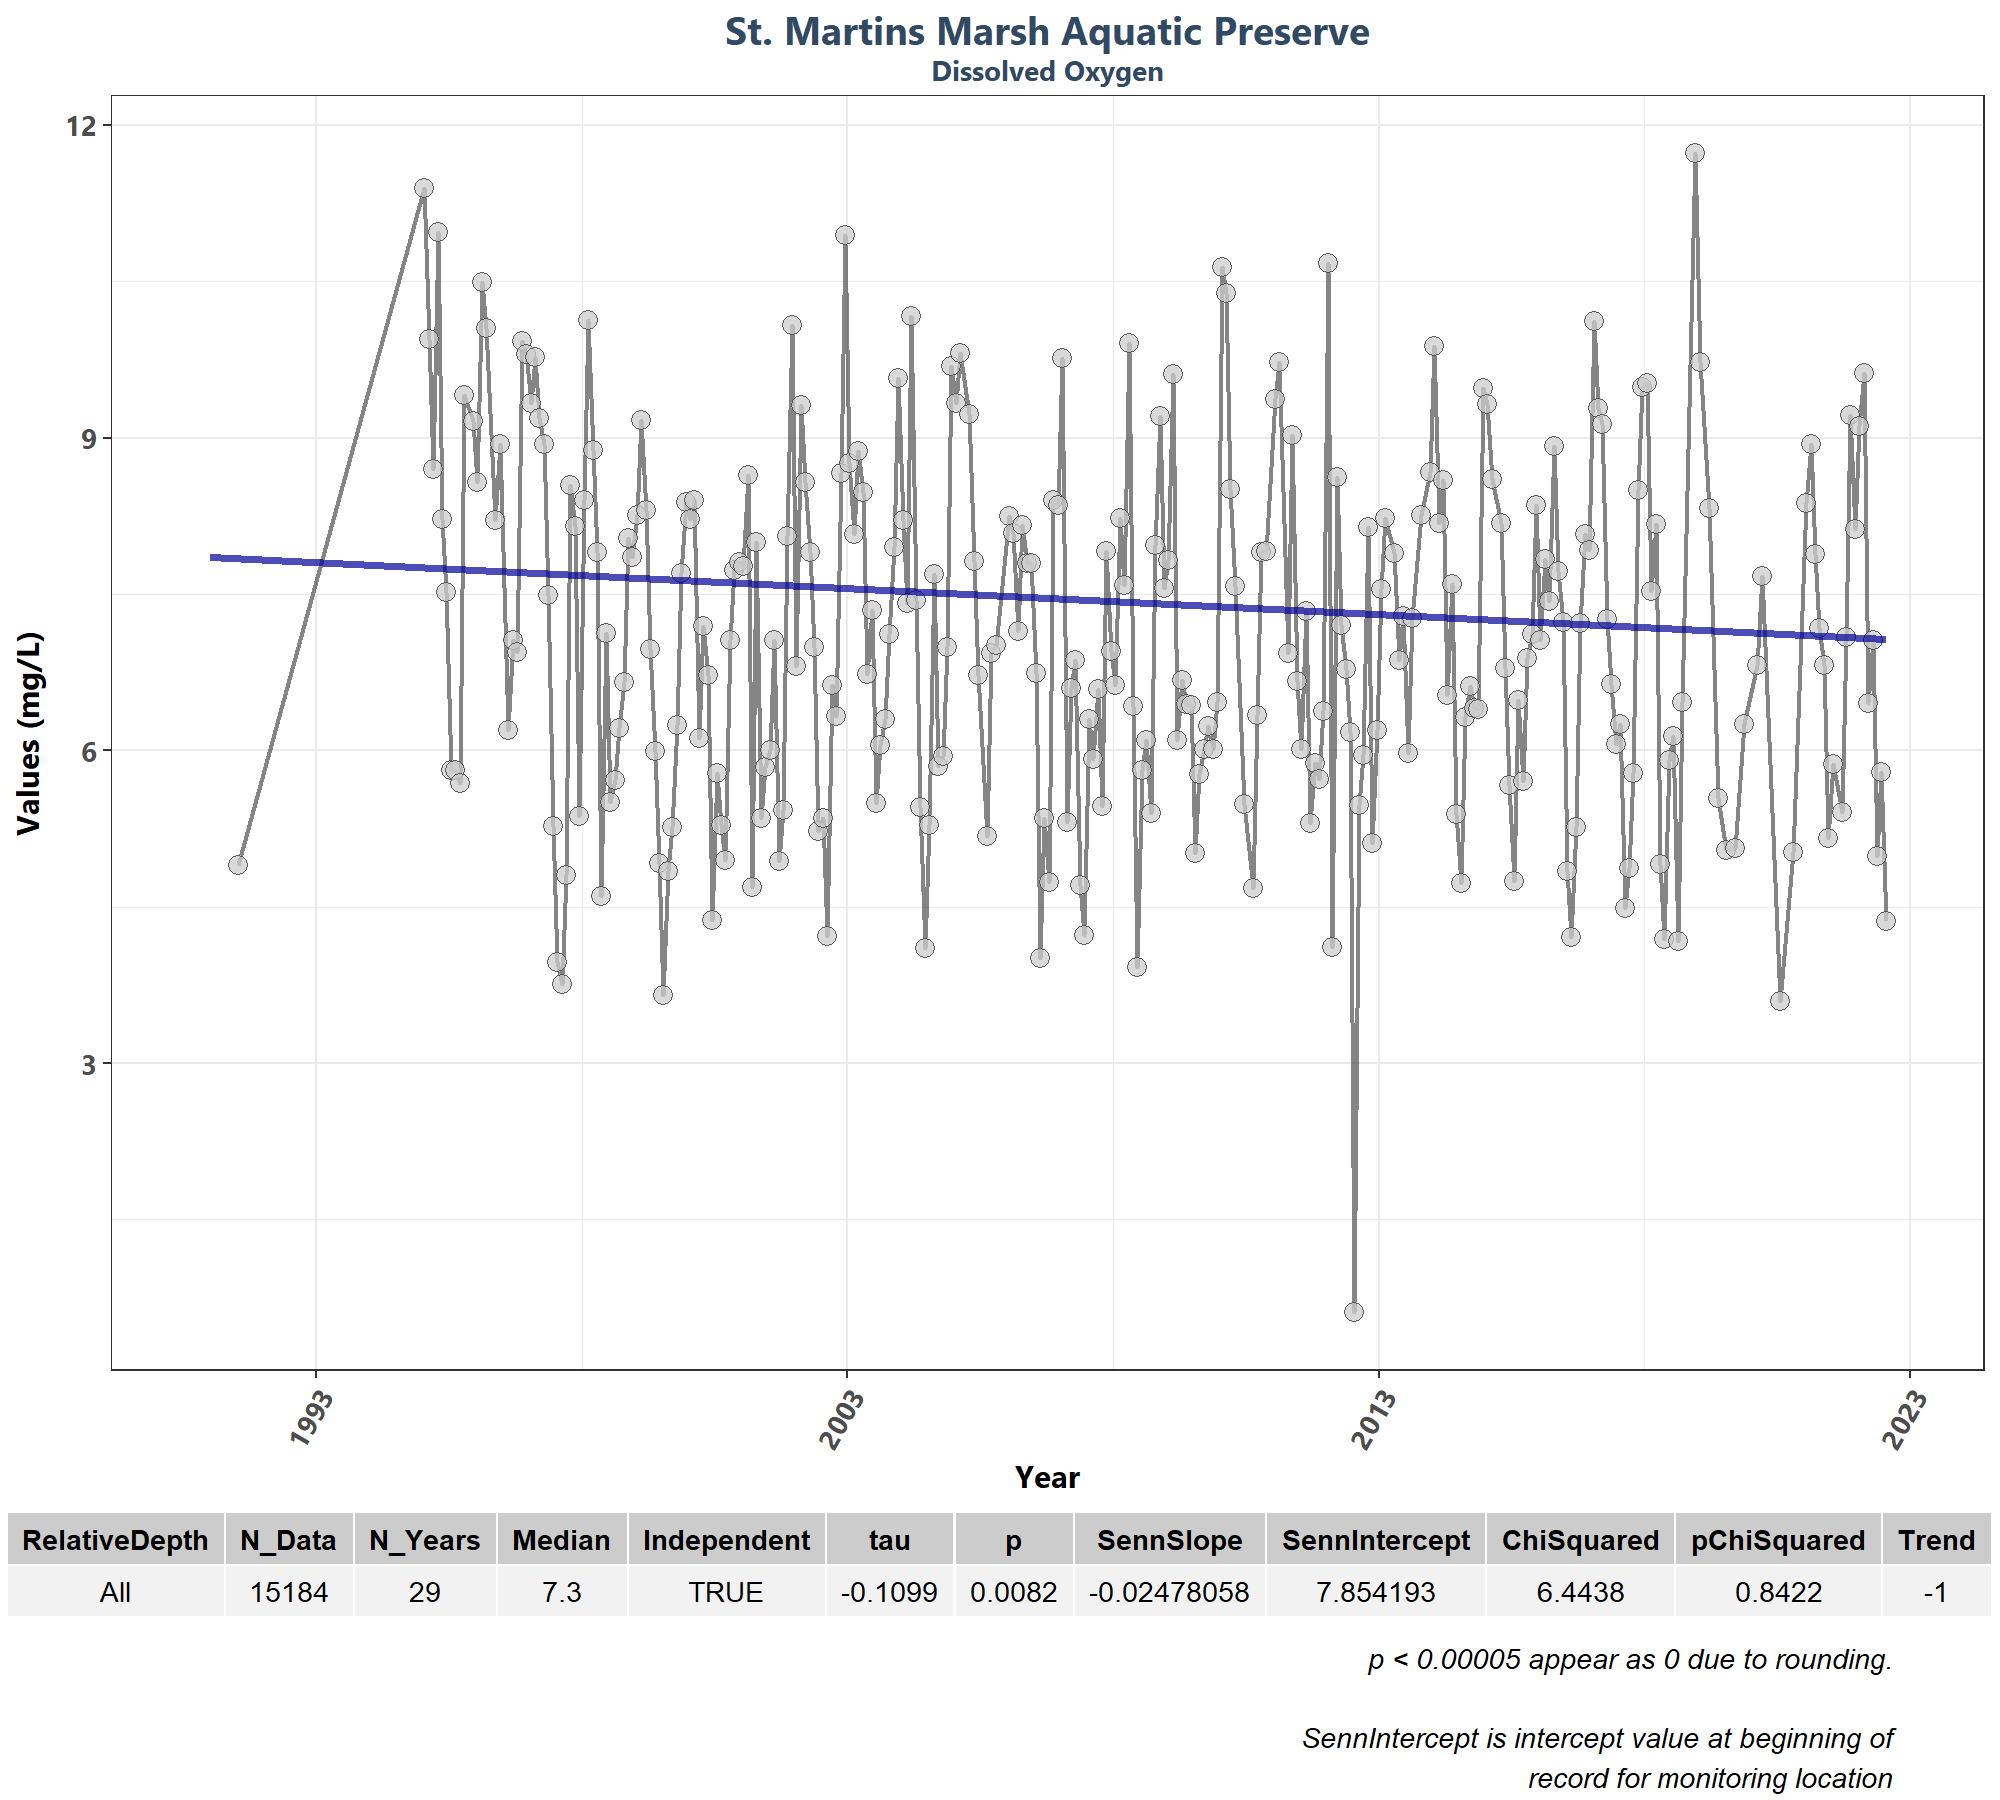 St. Martins Marsh Aquatic Preserve
Dissolved Oxygen
12
9
6
3
Values (mg/L)
1993
2003
2013
2023
Year
RelativeDepth N_Data N_Years Median Independent tau p SennSlope SennIntercept ChiSquared pChiSquared Trend
All 15184 29 7.3 TRUE -0.1099 0.0082 -0.02478058 7.854193 6.4438 0.8422 -1
p < 0.00005 appear as 0 due to rounding.
SennIntercept is intercept value at beginning of
record for monitoring location